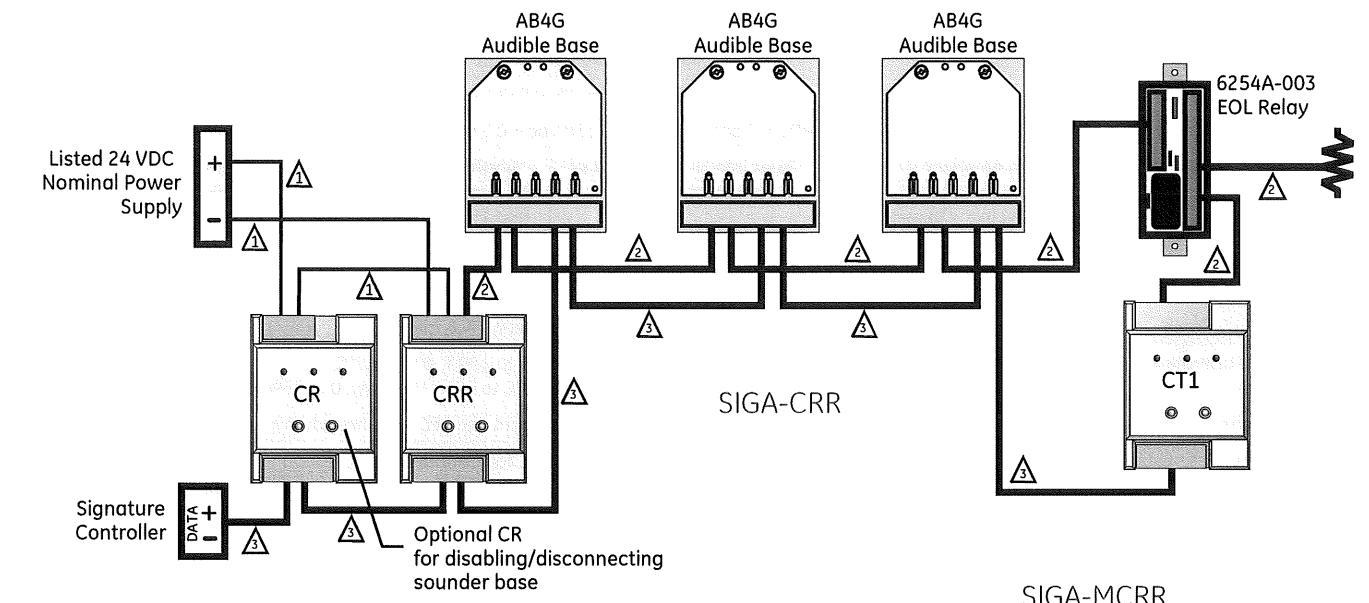 AB4G
Audible Base
AB4G
Audible Base
AB4G
Audible Base
6254A-003
EOL Relay
Listed 24 VDC
Nominal Power
Supply
+
-
1
1
1
2
2
2
2
2
2
CR
CRR
3
3
3
SIGA-CRR
CT1
3
Signature
Controller
DATA
+
-
3
3
Optional CR
for disabling/disconnecting
sounder base
SIGA-MCRR